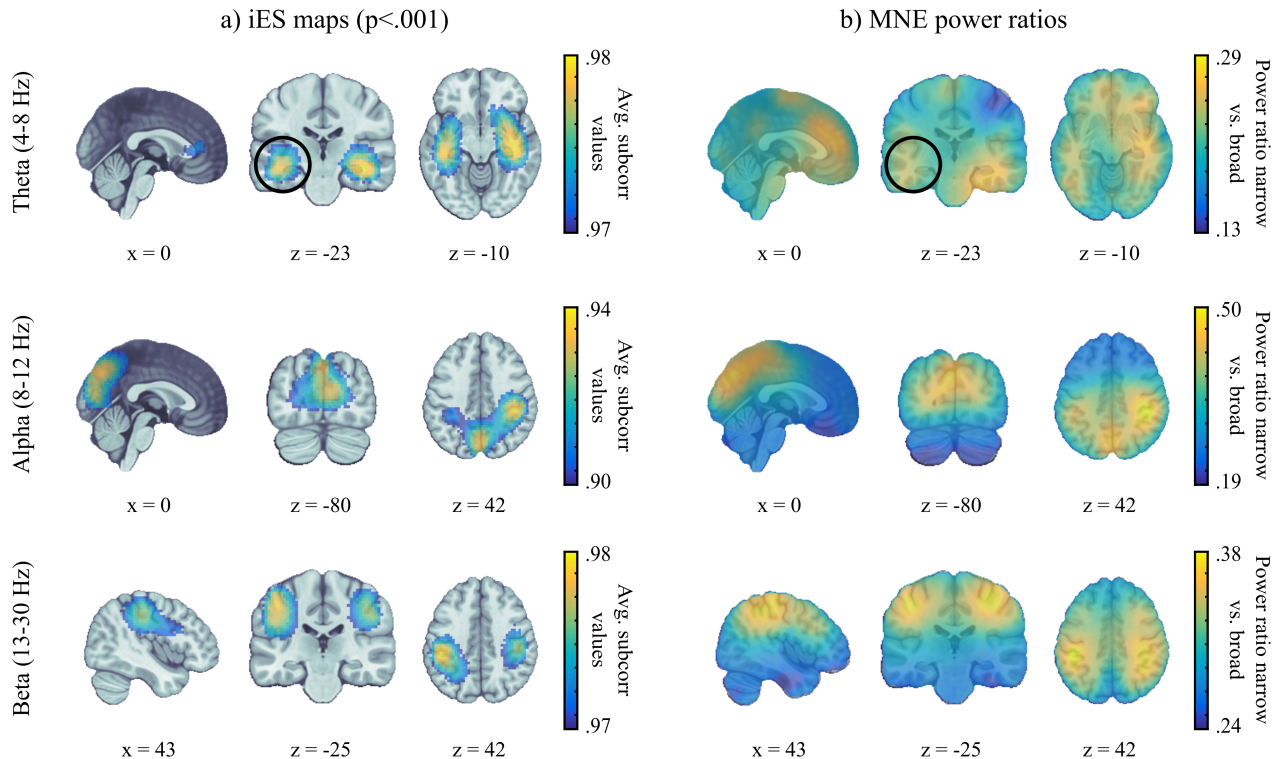 a) iES maps (p<.001)
b) MNE power ratios
Theta (4-8 Hz)
.98
Avg. subcorr
values
.97
x = 0
z = -23
z = -10
.29
Power ratio narrow
vs. broad
.13
x = 0
z = -23
z = -10
Alpha (8-12 Hz)
.94
Avg. subcorr
values
.90
x = 0
z = -80
z = 42
.50
Power ratio narrow
vs. broad
.19
x = 0
z = -80
z = 42
Beta (13-30 Hz)
.98
Avg. subcorr
values
.97
x = 43
z = -25
z = 42
.38
Power ratio narrow
vs. broad
.24
x = 43
z = -25
z = 42